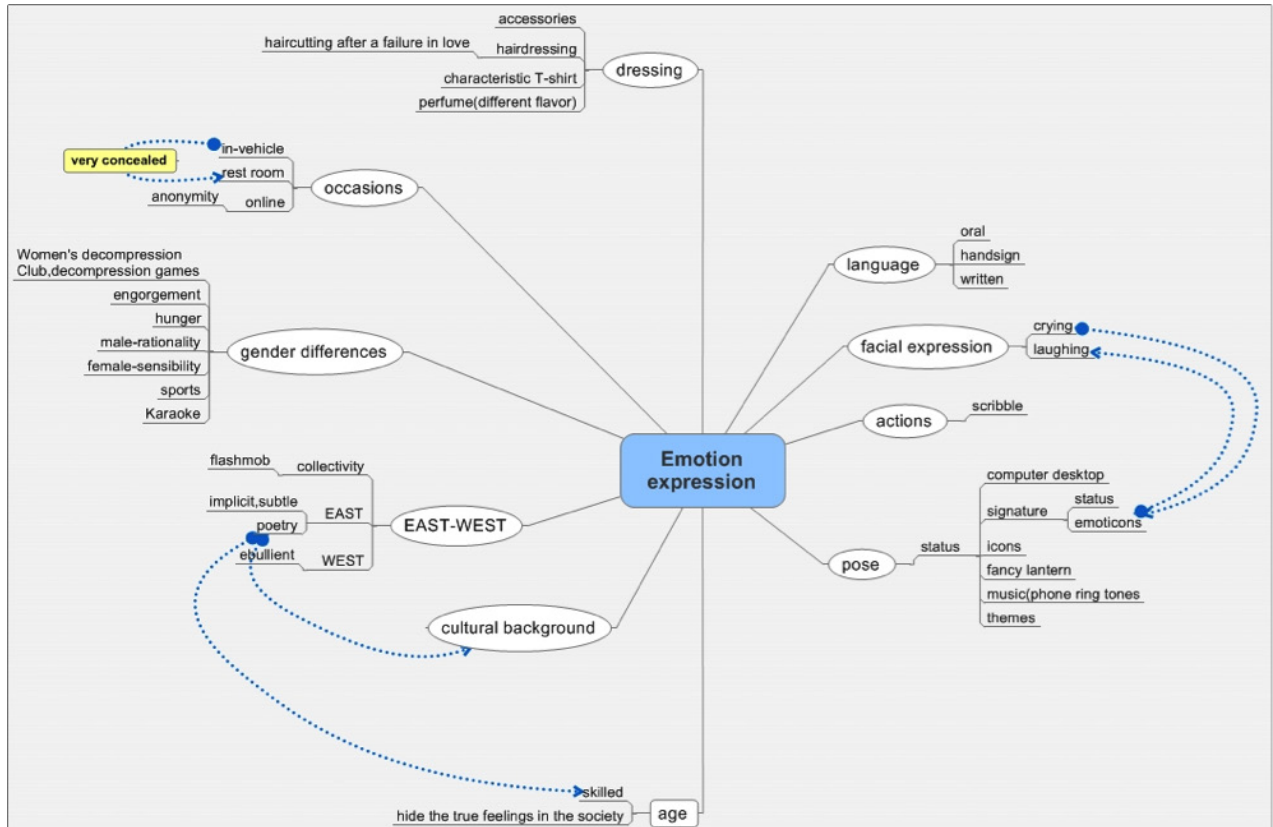 accessories
haircutting after a failure in love
hairdressing
dressing
characteristic T-shirt
perfume(different flavor)
very concealed
in-vehicle
rest room
occasions
anonymity
online
Women's decompression
Club,decompression games
engorgement
hunger
male-rationality
gender differences
female-sensibility
sports
Karaoke
flashmob
collectivity
implicit,subtle
EAST
poetry
EAST-WEST
ebullient
WEST
cultural background
skilled
hide the true feelings in the society
age
Emotion
expression
language
oral
handsign
written
facial expression
crying
laughing
actions
scribble
pose
status
computer desktop
signature
status
emoticons
icons
fancy lantern
music(phone ring tones
themes